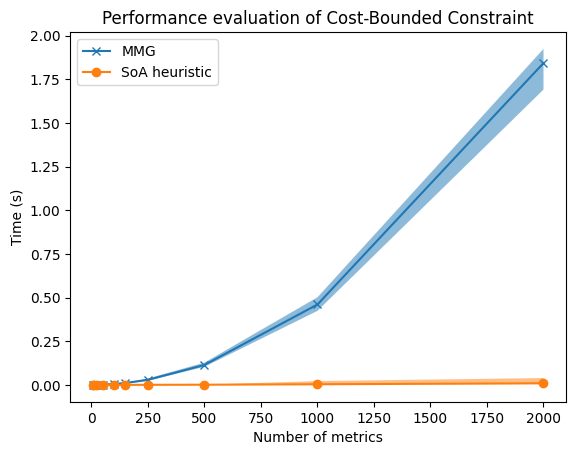 Performance evaluation of Cost-Bounded Constraint
MMG
SoA heuristic
2.00
1.75
1.50
1.25
1.00
0.75
0.50
0.25
0.00
Time (s)
0 250 500 750 1000 1250 1500 1750 2000
Number of metrics